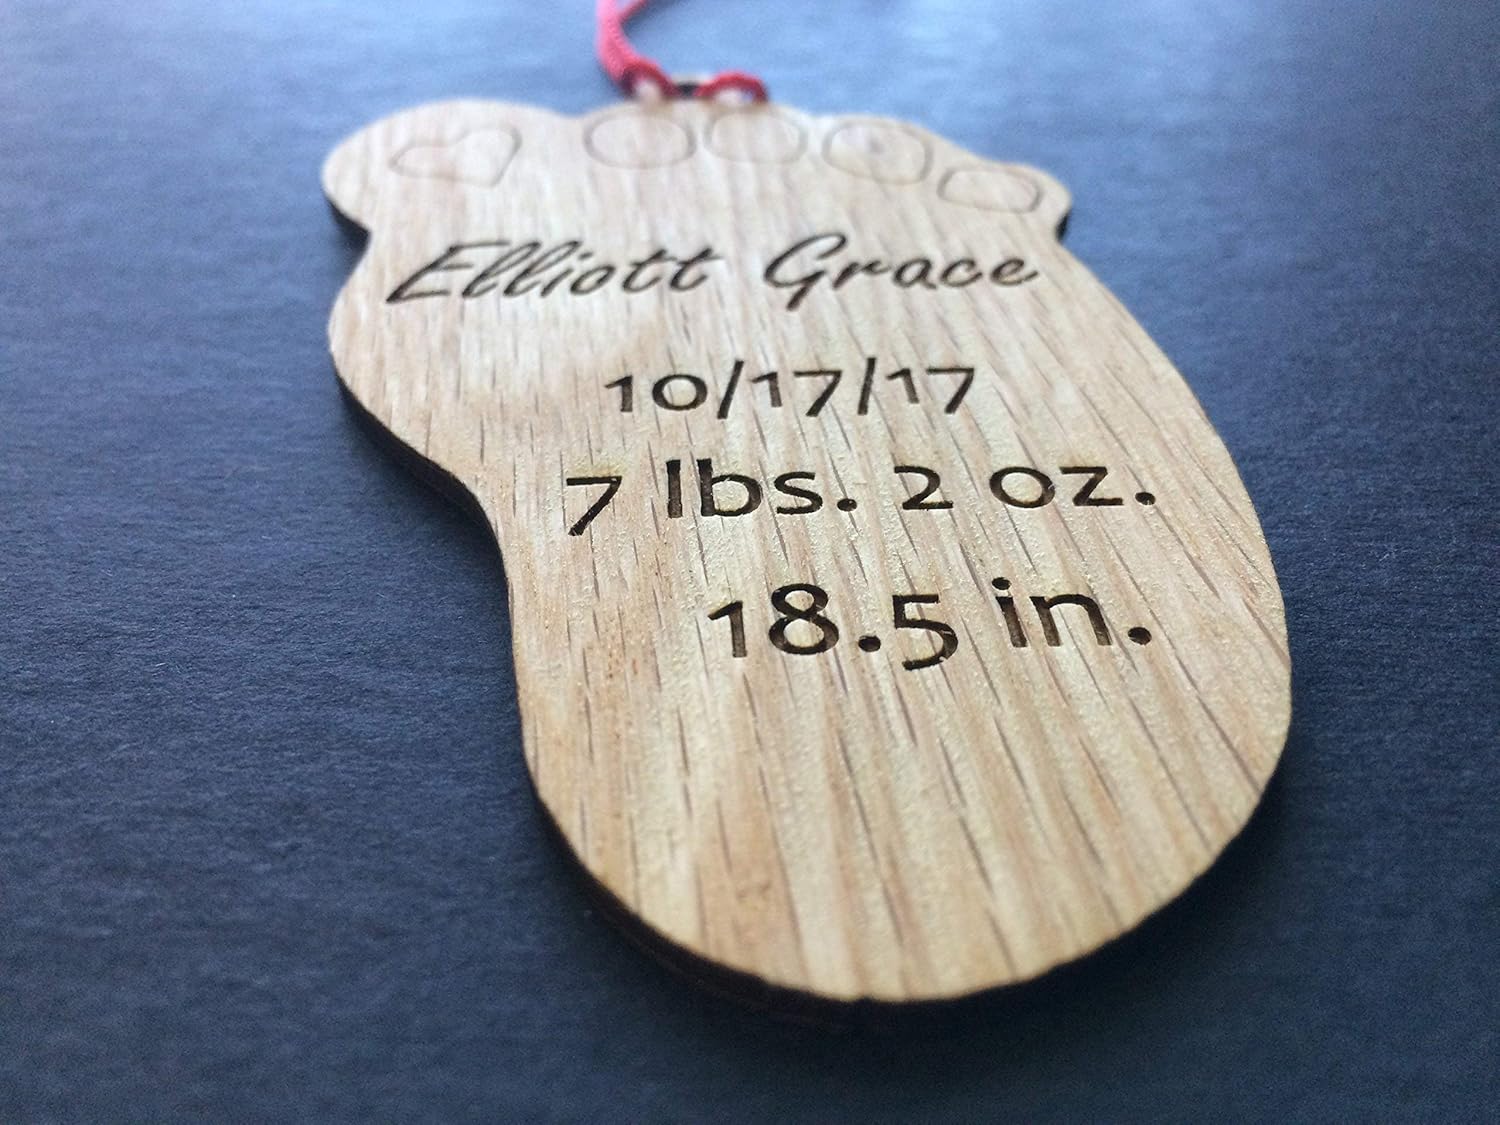 Elliott Grace
10/17/17
7 lbs. 2 oz.
18.5 in.